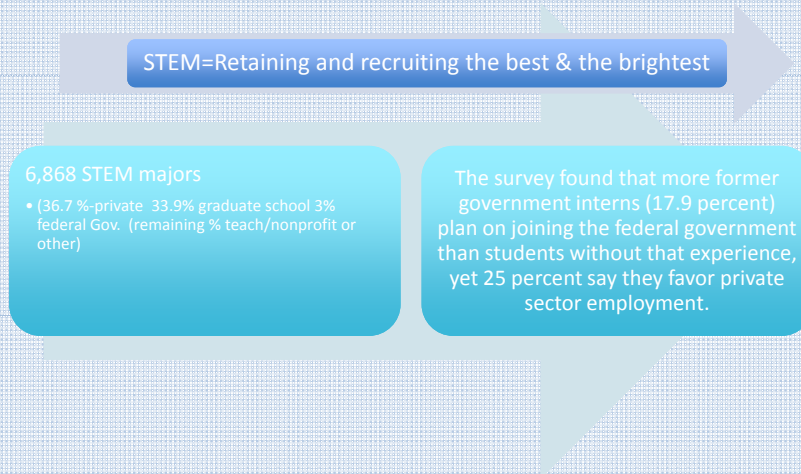 STEM=Retaining and recruiting the best & the brightest
6,868 STEM majors
• (36.7 %-private  33.9% graduate school 3%
federal Gov.  (remaining % teach/nonprofit or
other)
The survey found that more former
government interns (17.9 percent)
plan on joining the federal government
than students without that experience,
yet 25 percent say they favor private
sector employment.